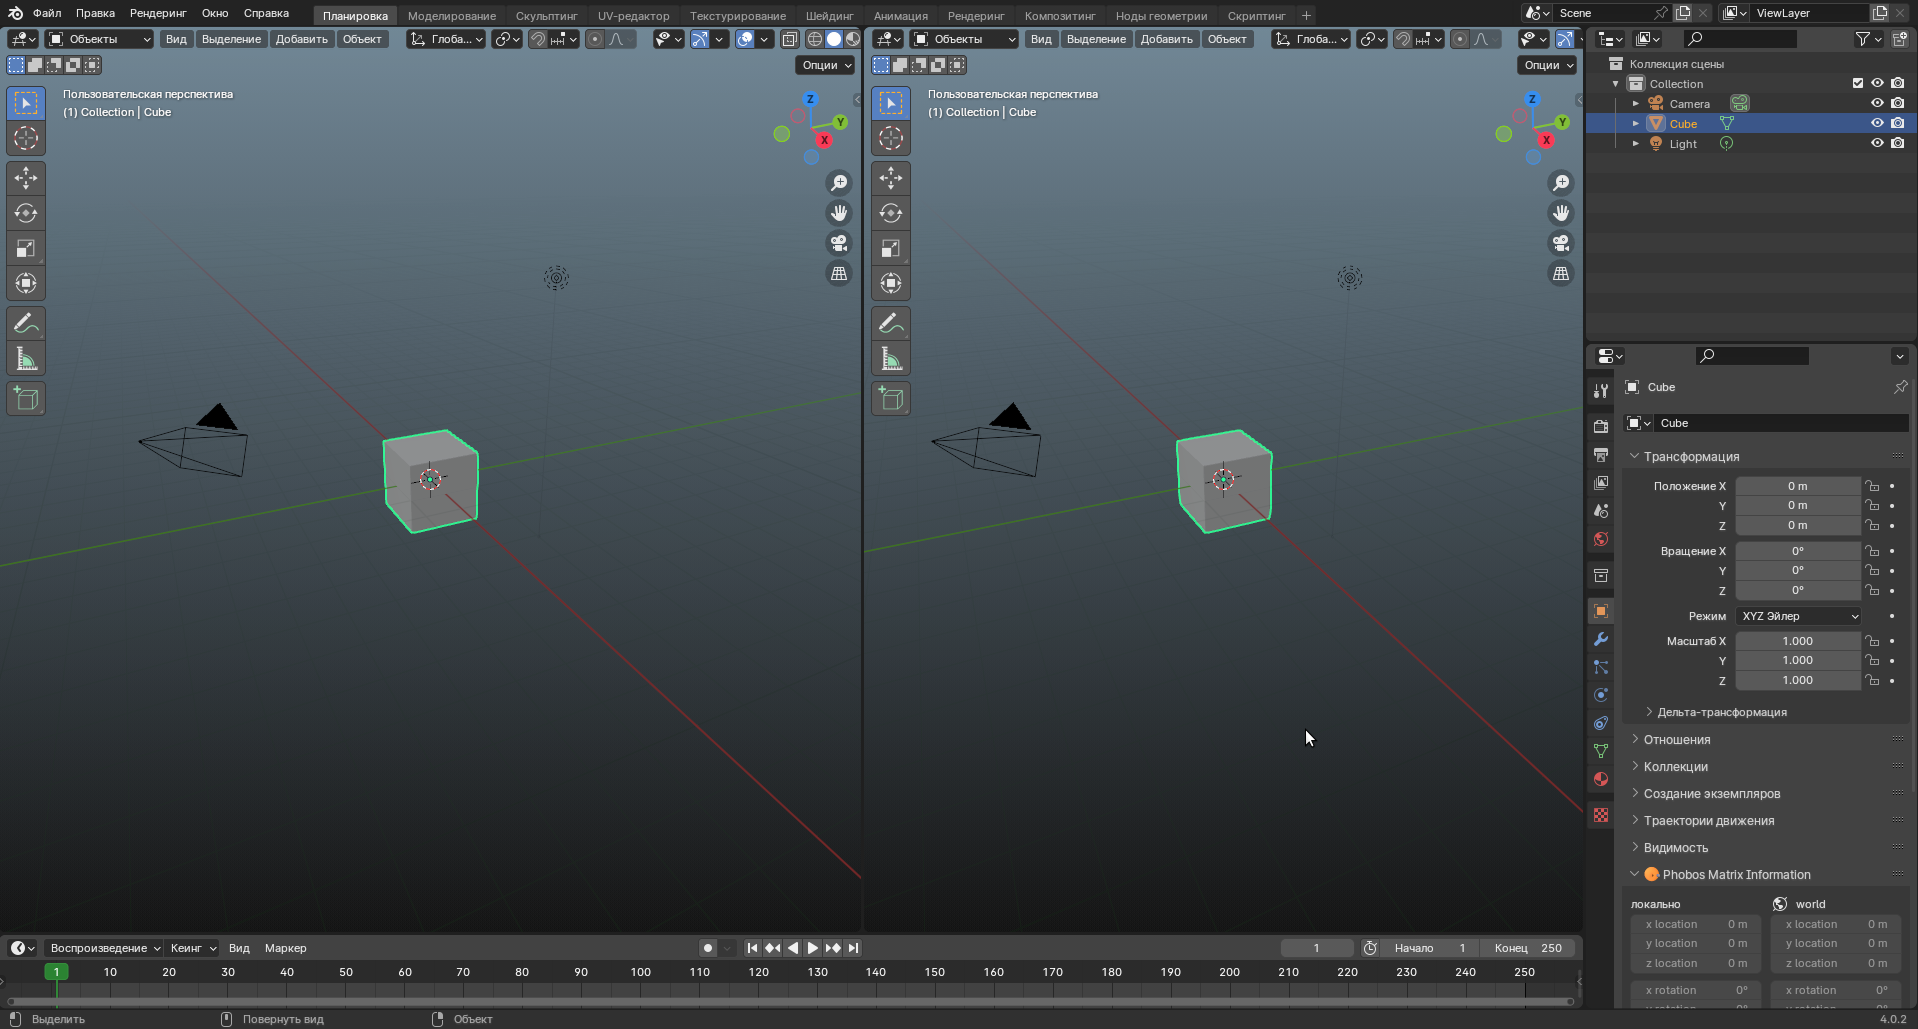 Файл Правка Рендеринг Окно Справка Планировка Моделирование Скульптинг UV-редактор Текстурирование Шейдинг Анимация Рендеринг Композитинг Ноды геометрии Скриптинг + Scene ViewLayer
Объекты Вид Выделение Добавить Объект Глоба...
Опции
Пользовательская перспектива
(1) Collection | Cube
Z
Y
X
Объекты Вид Выделение Добавить Объект Глоба...
Опции
Пользовательская перспектива
(1) Collection | Cube
Z
Y
X
Коллекция сцены
Collection
Camera
Cube
Light
Cube
Cube
Трансформация
Положение X 0 m
Y 0 m
Z 0 m
Вращение X 0°
Y 0°
Z 0°
Режим XYZ Эйлер
Масштаб X 1.000
Y 1.000
Z 1.000
Дельта-трансформация
Отношения
Коллекции
Создание экземпляров
Траектории движения
Видимость
Phobos Matrix Information
локально world
x location 0 m x location 0 m
y location 0 m y location 0 m
z location 0 m z location 0 m
x rotation 0° x rotation 0°
Воспроизведение Кеинг Вид Маркер 1 Начало 1 Конец 250
1 10 20 30 40 50 60 70 80 90 100 110 120 130 140 150 160 170 180 190 200 210 220 230 240 250
Выделить Повернуть вид Объект 4.0.2